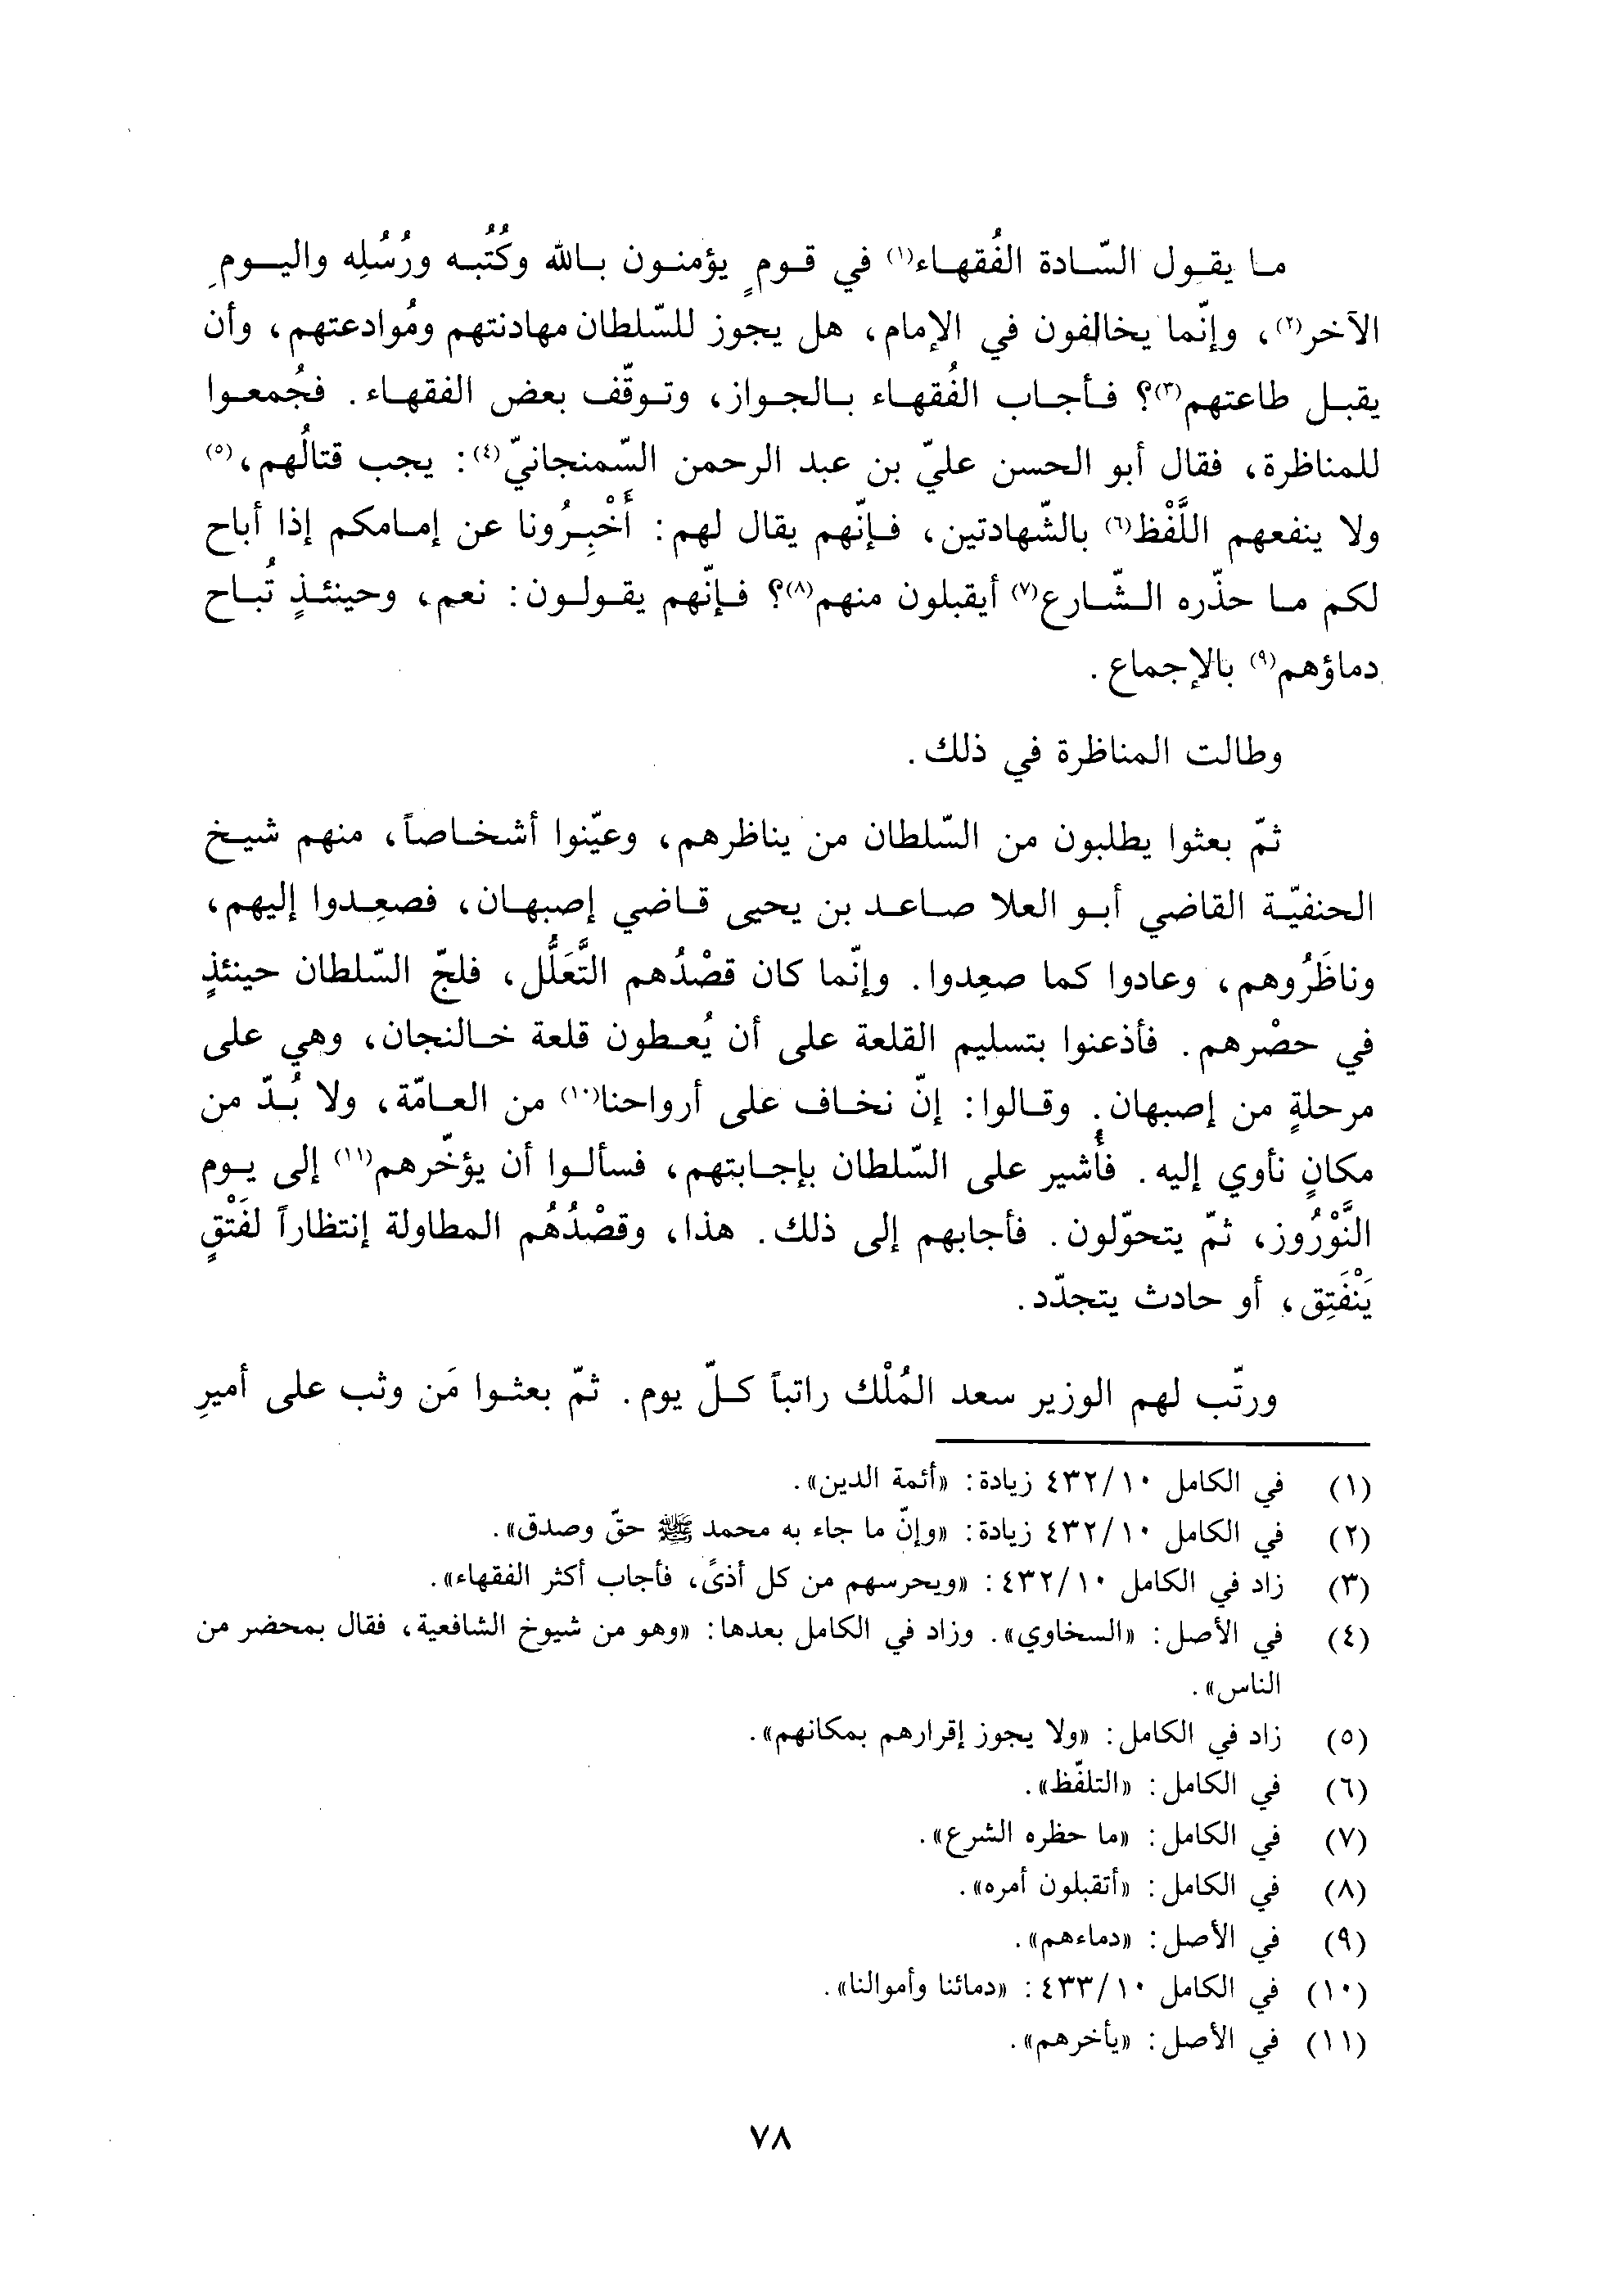 ما يقول السّادة الفُقهاء(١) في قومٍ يؤمنون بالله وكُتُبه ورُسُلِه واليومِ
الآخر(٢)، وإنّما يخالفون في الإمام، هل يجوز للسّلطان مهادنتهم ومُوادعتهم، وأن
يقبل طاعتهم(٣)؟ فأجاب الفُقهاء بالجواز، وتوقّف بعض الفقهاء. فجُمعوا
للمناظرة، فقال أبو الحسن عليّ بن عبد الرحمن السّمنجانيّ(٤): يجب قتالُهم،(٥)
ولا ينفعهم اللَّفْظ(٦) بالشّهادتين، فإنّهم يقال لهم: أَخْبِرُونا عن إمامكم إذا أباح
لكم ما حذّره الشّارع(٧) أيقبلون منهم(٨)؟ فإنّهم يقولون: نعم، وحينئذٍ تُباح
دماؤهم(٩) بالإجماع.
وطالت المناظرة في ذلك.
ثمّ بعثوا يطلبون من السّلطان من يناظرهم، وعيّنوا أشخاصاً، منهم شيخ
الحنفيّة القاضي أبو العلا صاعد بن يحيى قاضي إصبهان، فصعِدوا إليهم،
وناظَرُوهم، وعادوا كما صعِدوا. وإنّما كان قصْدُهم التَّعَلُّل، فلجّ السّلطان حينئذٍ
في حصْرهم. فأذعنوا بتسليم القلعة على أن يُعطون قلعة خالنجان، وهي على
مرحلةٍ من إصبهان. وقالوا: إنّ نخاف على أرواحنا(١٠) من العامّة، ولا بُدّ من
مكانٍ نأوي إليه. فأُشير على السّلطان بإجابتهم، فسألوا أن يؤخّرهم(١١) إلى يوم
النَّوْرُوز، ثمّ يتحوّلون. فأجابهم إلى ذلك. هذا، وقصْدُهُم المطاولة إنتظاراً لفَتْقٍ
يَنْفَتِق، أو حادث يتجدّد.
ورتّب لهم الوزير سعد المُلْك راتباً كلّ يوم. ثمّ بعثوا مَن وثب على أميرِ
(١) في الكامل ٤٣٢/١٠ زيادة: «أئمة الدين».
(٢) في الكامل ٤٣٢/١٠ زيادة: «وإنّ ما جاء به محمد ﷺ حقّ وصدق».
(٣) زاد في الكامل ٤٣٢/١٠: «ويحرسهم من كل أذىً، فأجاب أكثر الفقهاء».
(٤) في الأصل: «السخاوي». وزاد في الكامل بعدها: «وهو من شيوخ الشافعية، فقال بمحضر من
الناس».
(٥) زاد في الكامل: «ولا يجوز إقرارهم بمكانهم».
(٦) في الكامل: «التلفّظ».
(٧) في الكامل: «ما حظره الشرع».
(٨) في الكامل: «أتقبلون أمره».
(٩) في الأصل: «دماءهم».
(١٠) في الكامل ٤٣٣/١٠: «دمائنا وأموالنا».
(١١) في الأصل: «يأخرهم».
٧٨